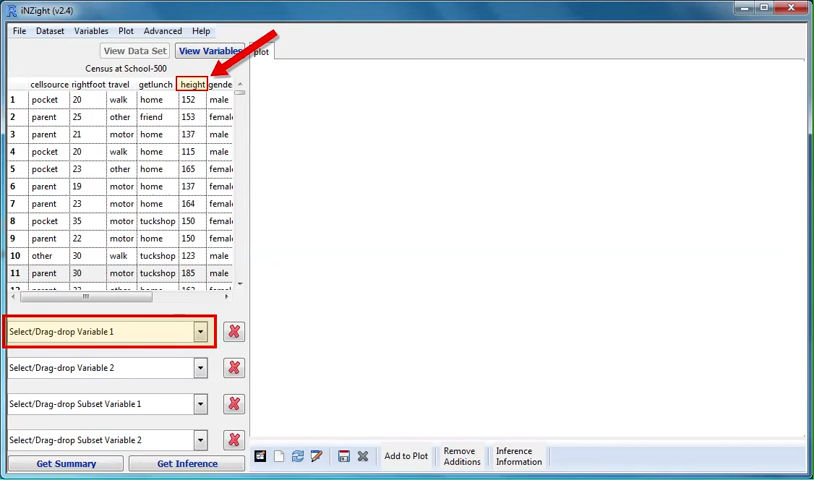 iNZight (v2.4)
File Dataset Variables Plot Advanced Help
View Data Set View Variables
plot
Census at School-500
cellsource rightfoot travel getlunch height gende
1 pocket 20 walk home 152 male
2 parent 25 other friend 153 femal
3 parent 21 motor home 137 male
4 pocket 20 walk home 115 male
5 pocket 23 other home 165 femal
6 parent 19 motor home 137 femal
7 parent 23 motor home 164 femal
8 pocket 35 motor tuckshop 150 femal
9 parent 22 motor home 150 femal
10 other 30 walk tuckshop 123 male
11 parent 30 motor tuckshop 185 male
Select/Drag-drop Variable 1
Select/Drag-drop Variable 2
Select/Drag-drop Subset Variable 1
Select/Drag-drop Subset Variable 2
Get Summary Get Inference
Add to Plot
Remove
Additions
Inference
Information